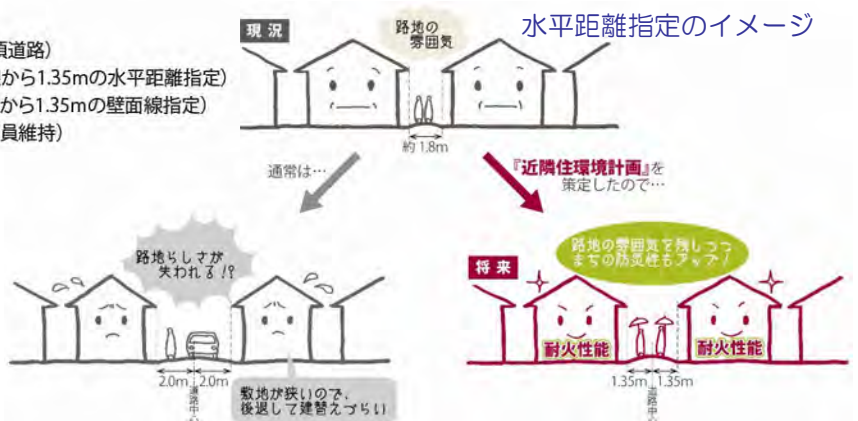 水平距離指定のイメージ
項道路)
から1.35mの水平距離指定)
から1.35mの壁面線指定)
員維持)
現況
路地の
雰囲気
約1.8m
通常は…
『近隣住環境計画』を
策定したので…
路地らしさが
失われる!?
2.0m 2.0m
道路中
敷地が狭いので、
後退して建替えづらい
将来
路地の雰囲気を残しつつ
まちの防災性もアップ!
耐火性能
耐火性能
1.35m 1.35m
道路中